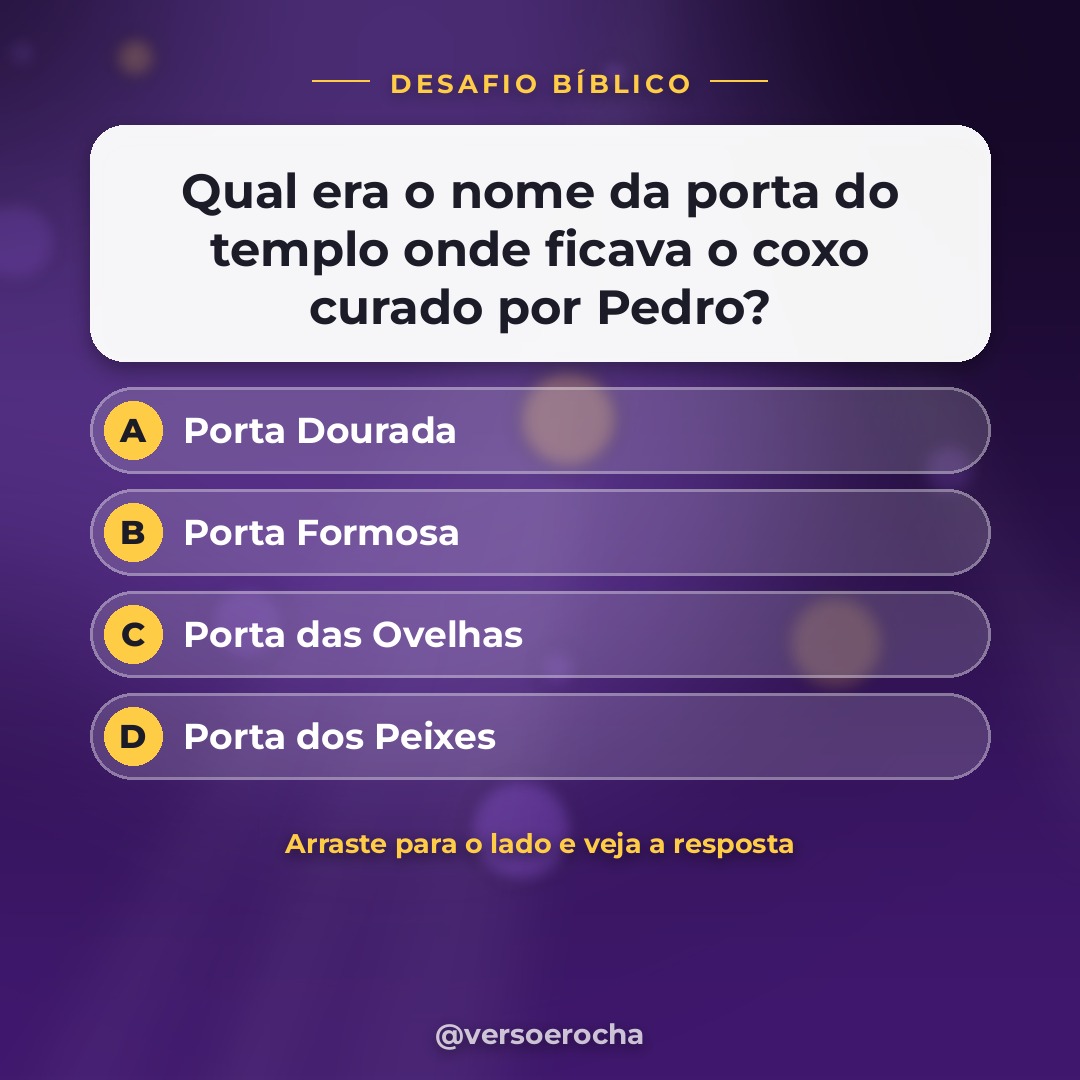 DESAFIO BÍBLICO
Qual era o nome da porta do
templo onde ficava o coxo
curado por Pedro?
A Porta Dourada
B Porta Formosa
C Porta das Ovelhas
D Porta dos Peixes
Arraste para o lado e veja a resposta
@versoerocha